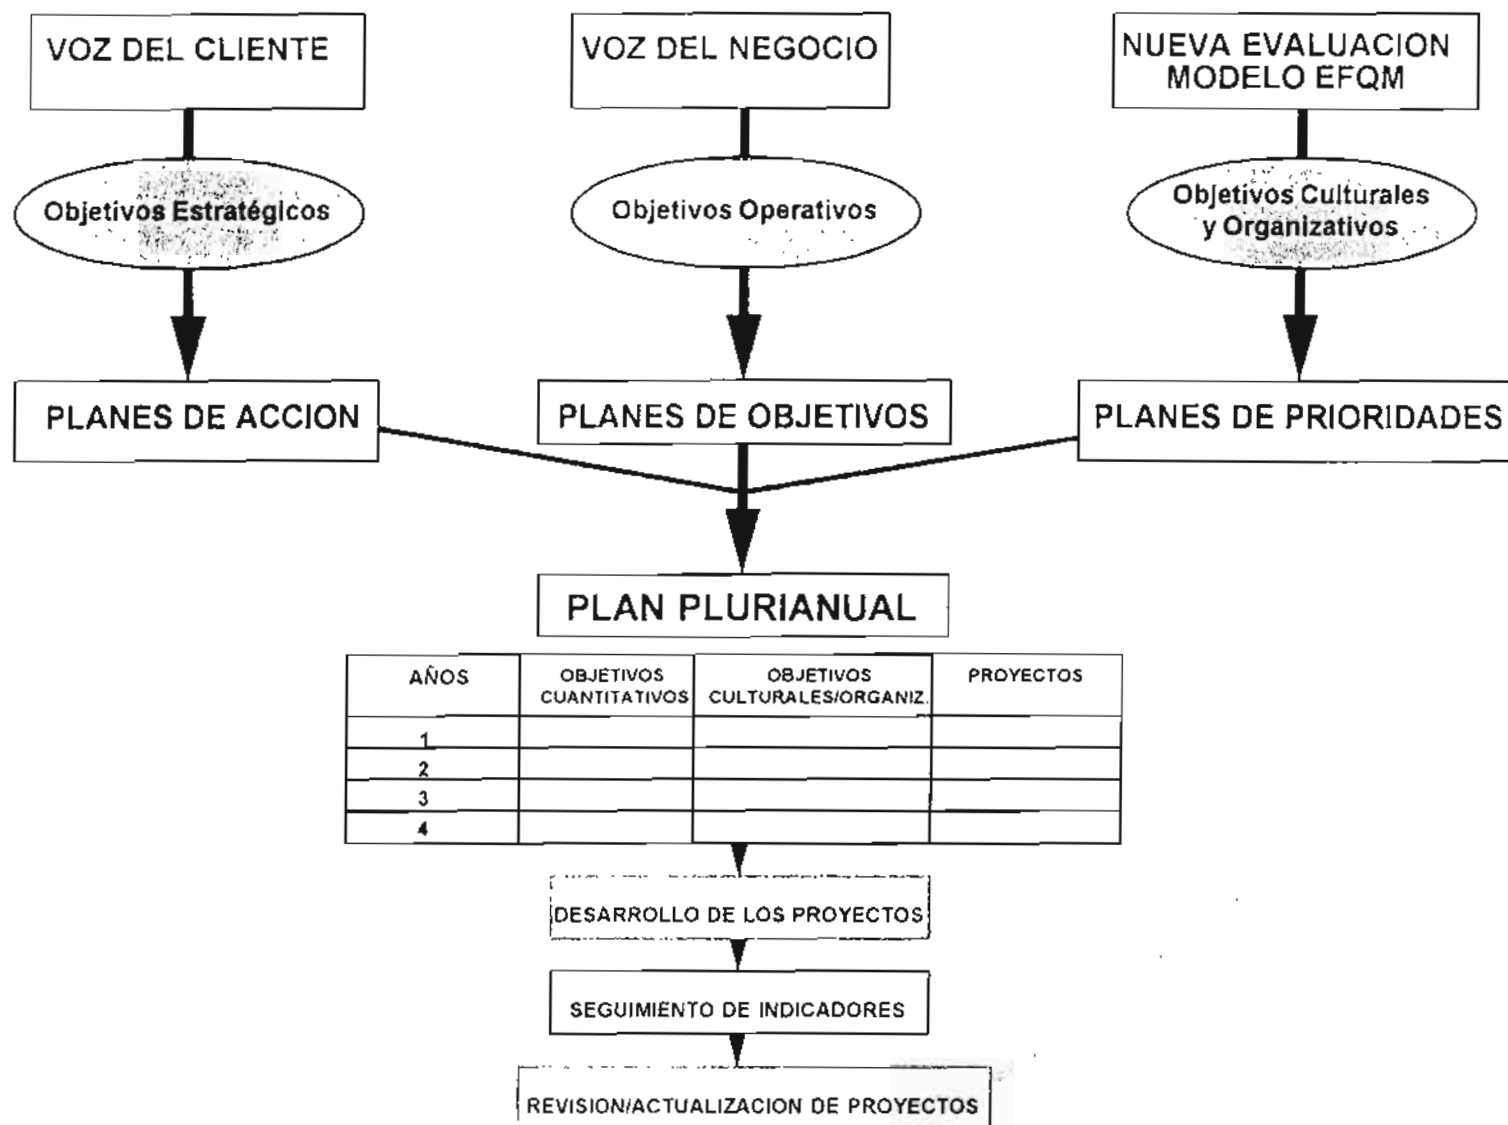 VOZ DEL CLIENTE
VOZ DEL NEGOCIO
NUEVA EVALUACION
MODELO EFQM
Objetivos Estratégicos
Objetivos Operativos
Objetivos Culturales
y Organizativos
PLANES DE ACCION
PLANES DE OBJETIVOS
PLANES DE PRIORIDADES
PLAN PLURIANUAL
AÑOS
OBJETIVOS
CUANTITATIVOS
OBJETIVOS
CULTURALES/ORGANIZ.
PROYECTOS
1
2
3
4
DESARROLLO DE LOS PROYECTOS
SEGUIMIENTO DE INDICADORES
REVISION/ACTUALIZACION DE PROYECTOS